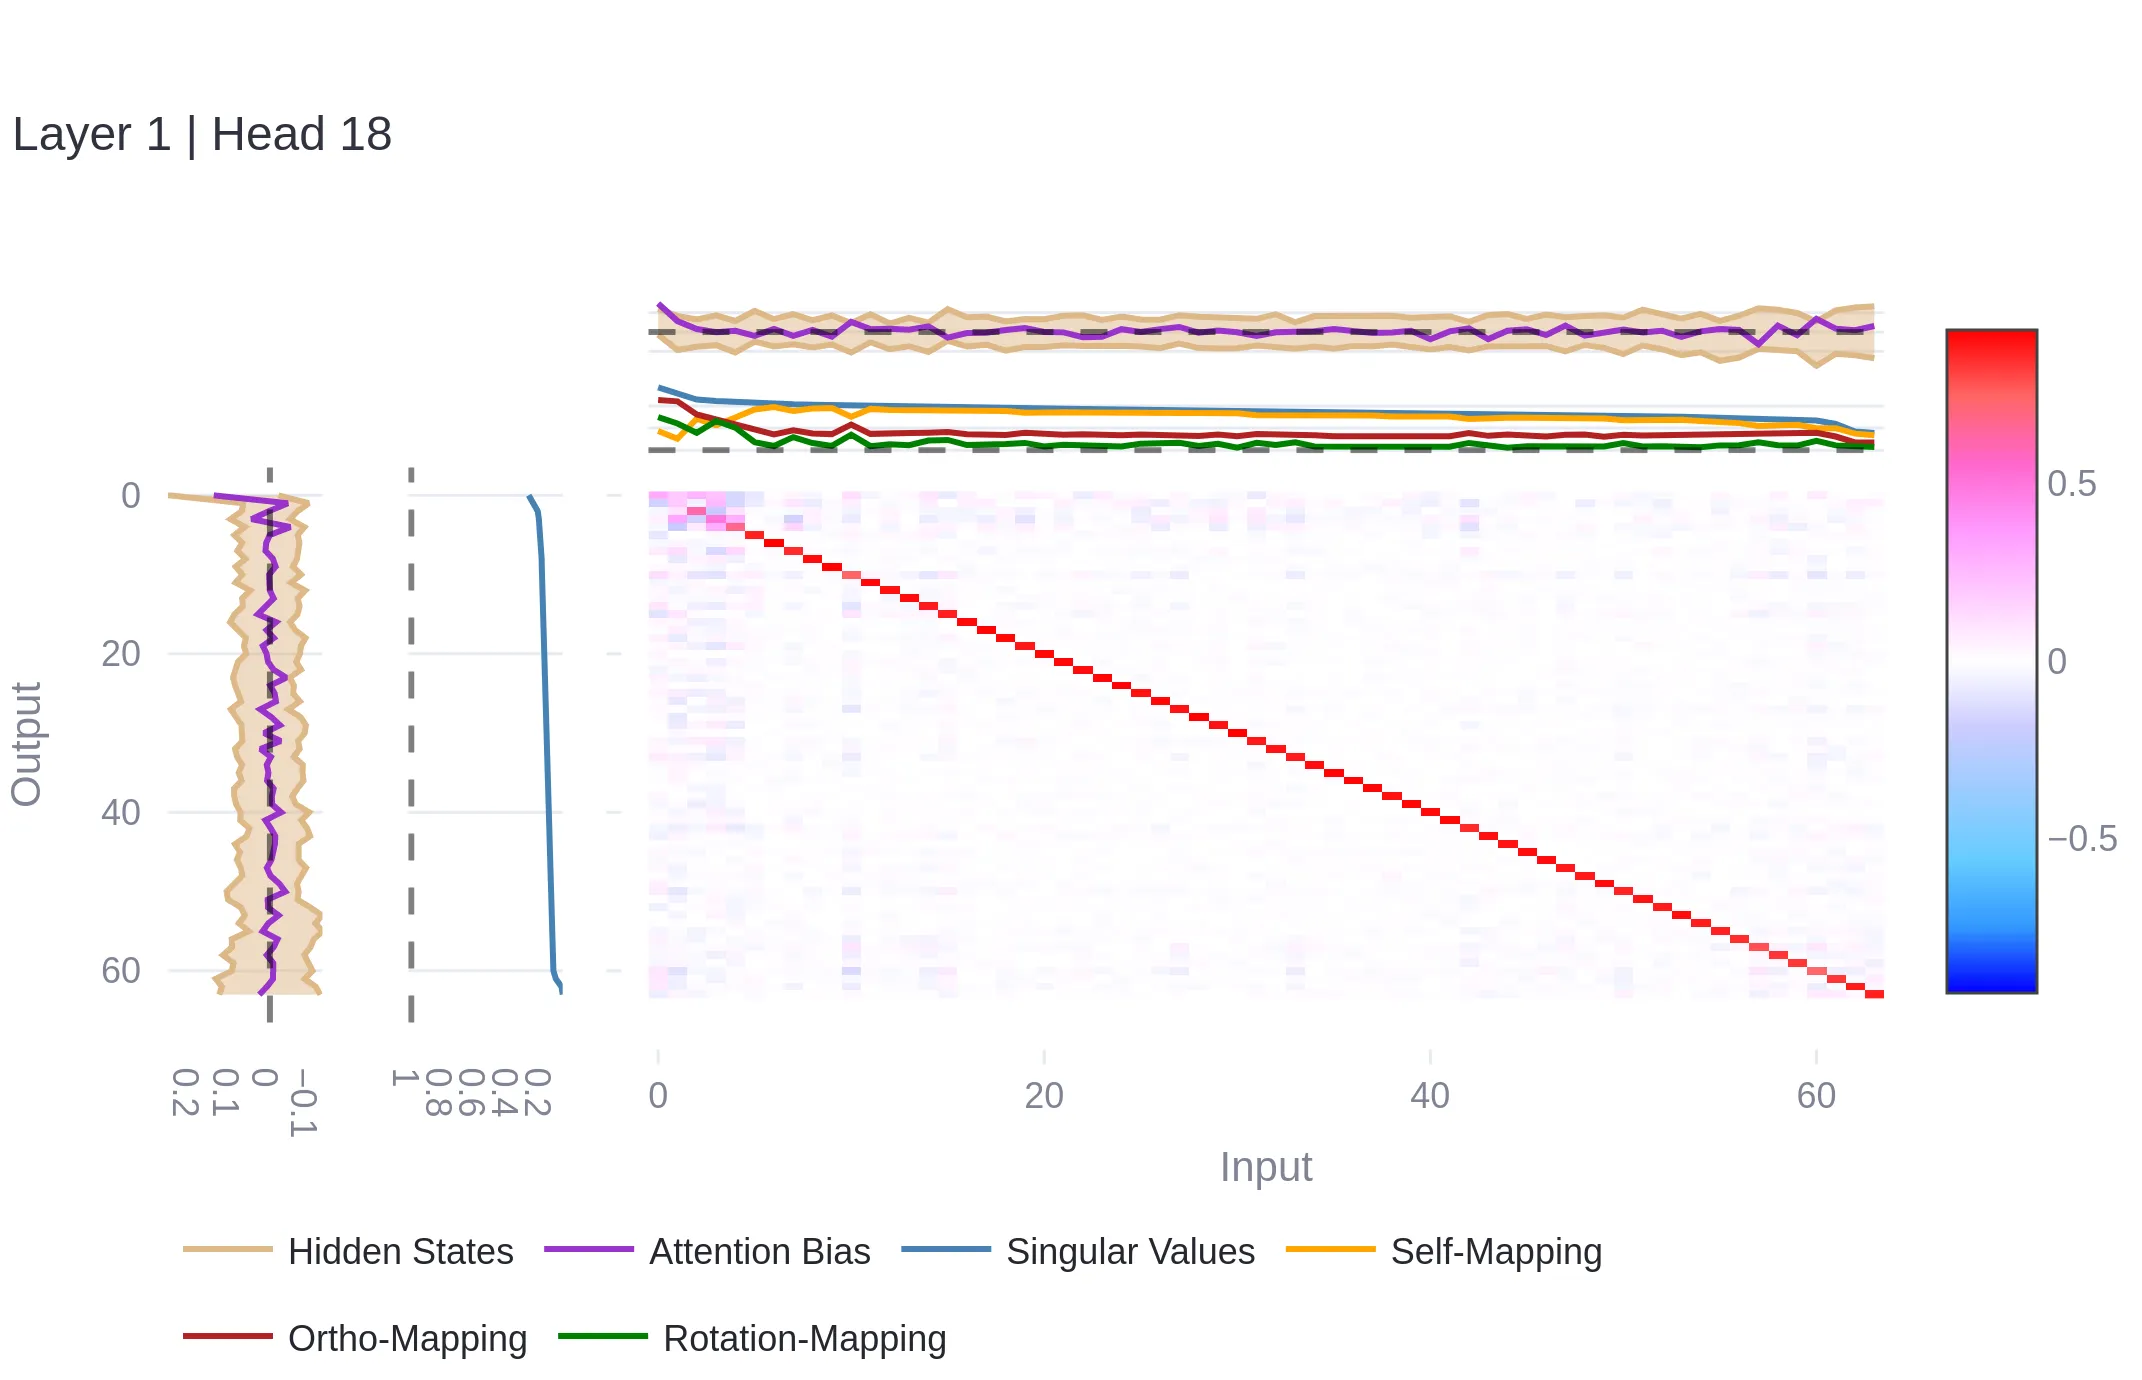 Layer 1 | Head 18
0
20
40
60
Output
0.2
0.1
0
−0.1
1
0.8
0.6
0.4
0.2
0
20
40
60
Input
0.5
0
−0.5
Hidden States
Attention Bias
Singular Values
Self-Mapping
Ortho-Mapping
Rotation-Mapping